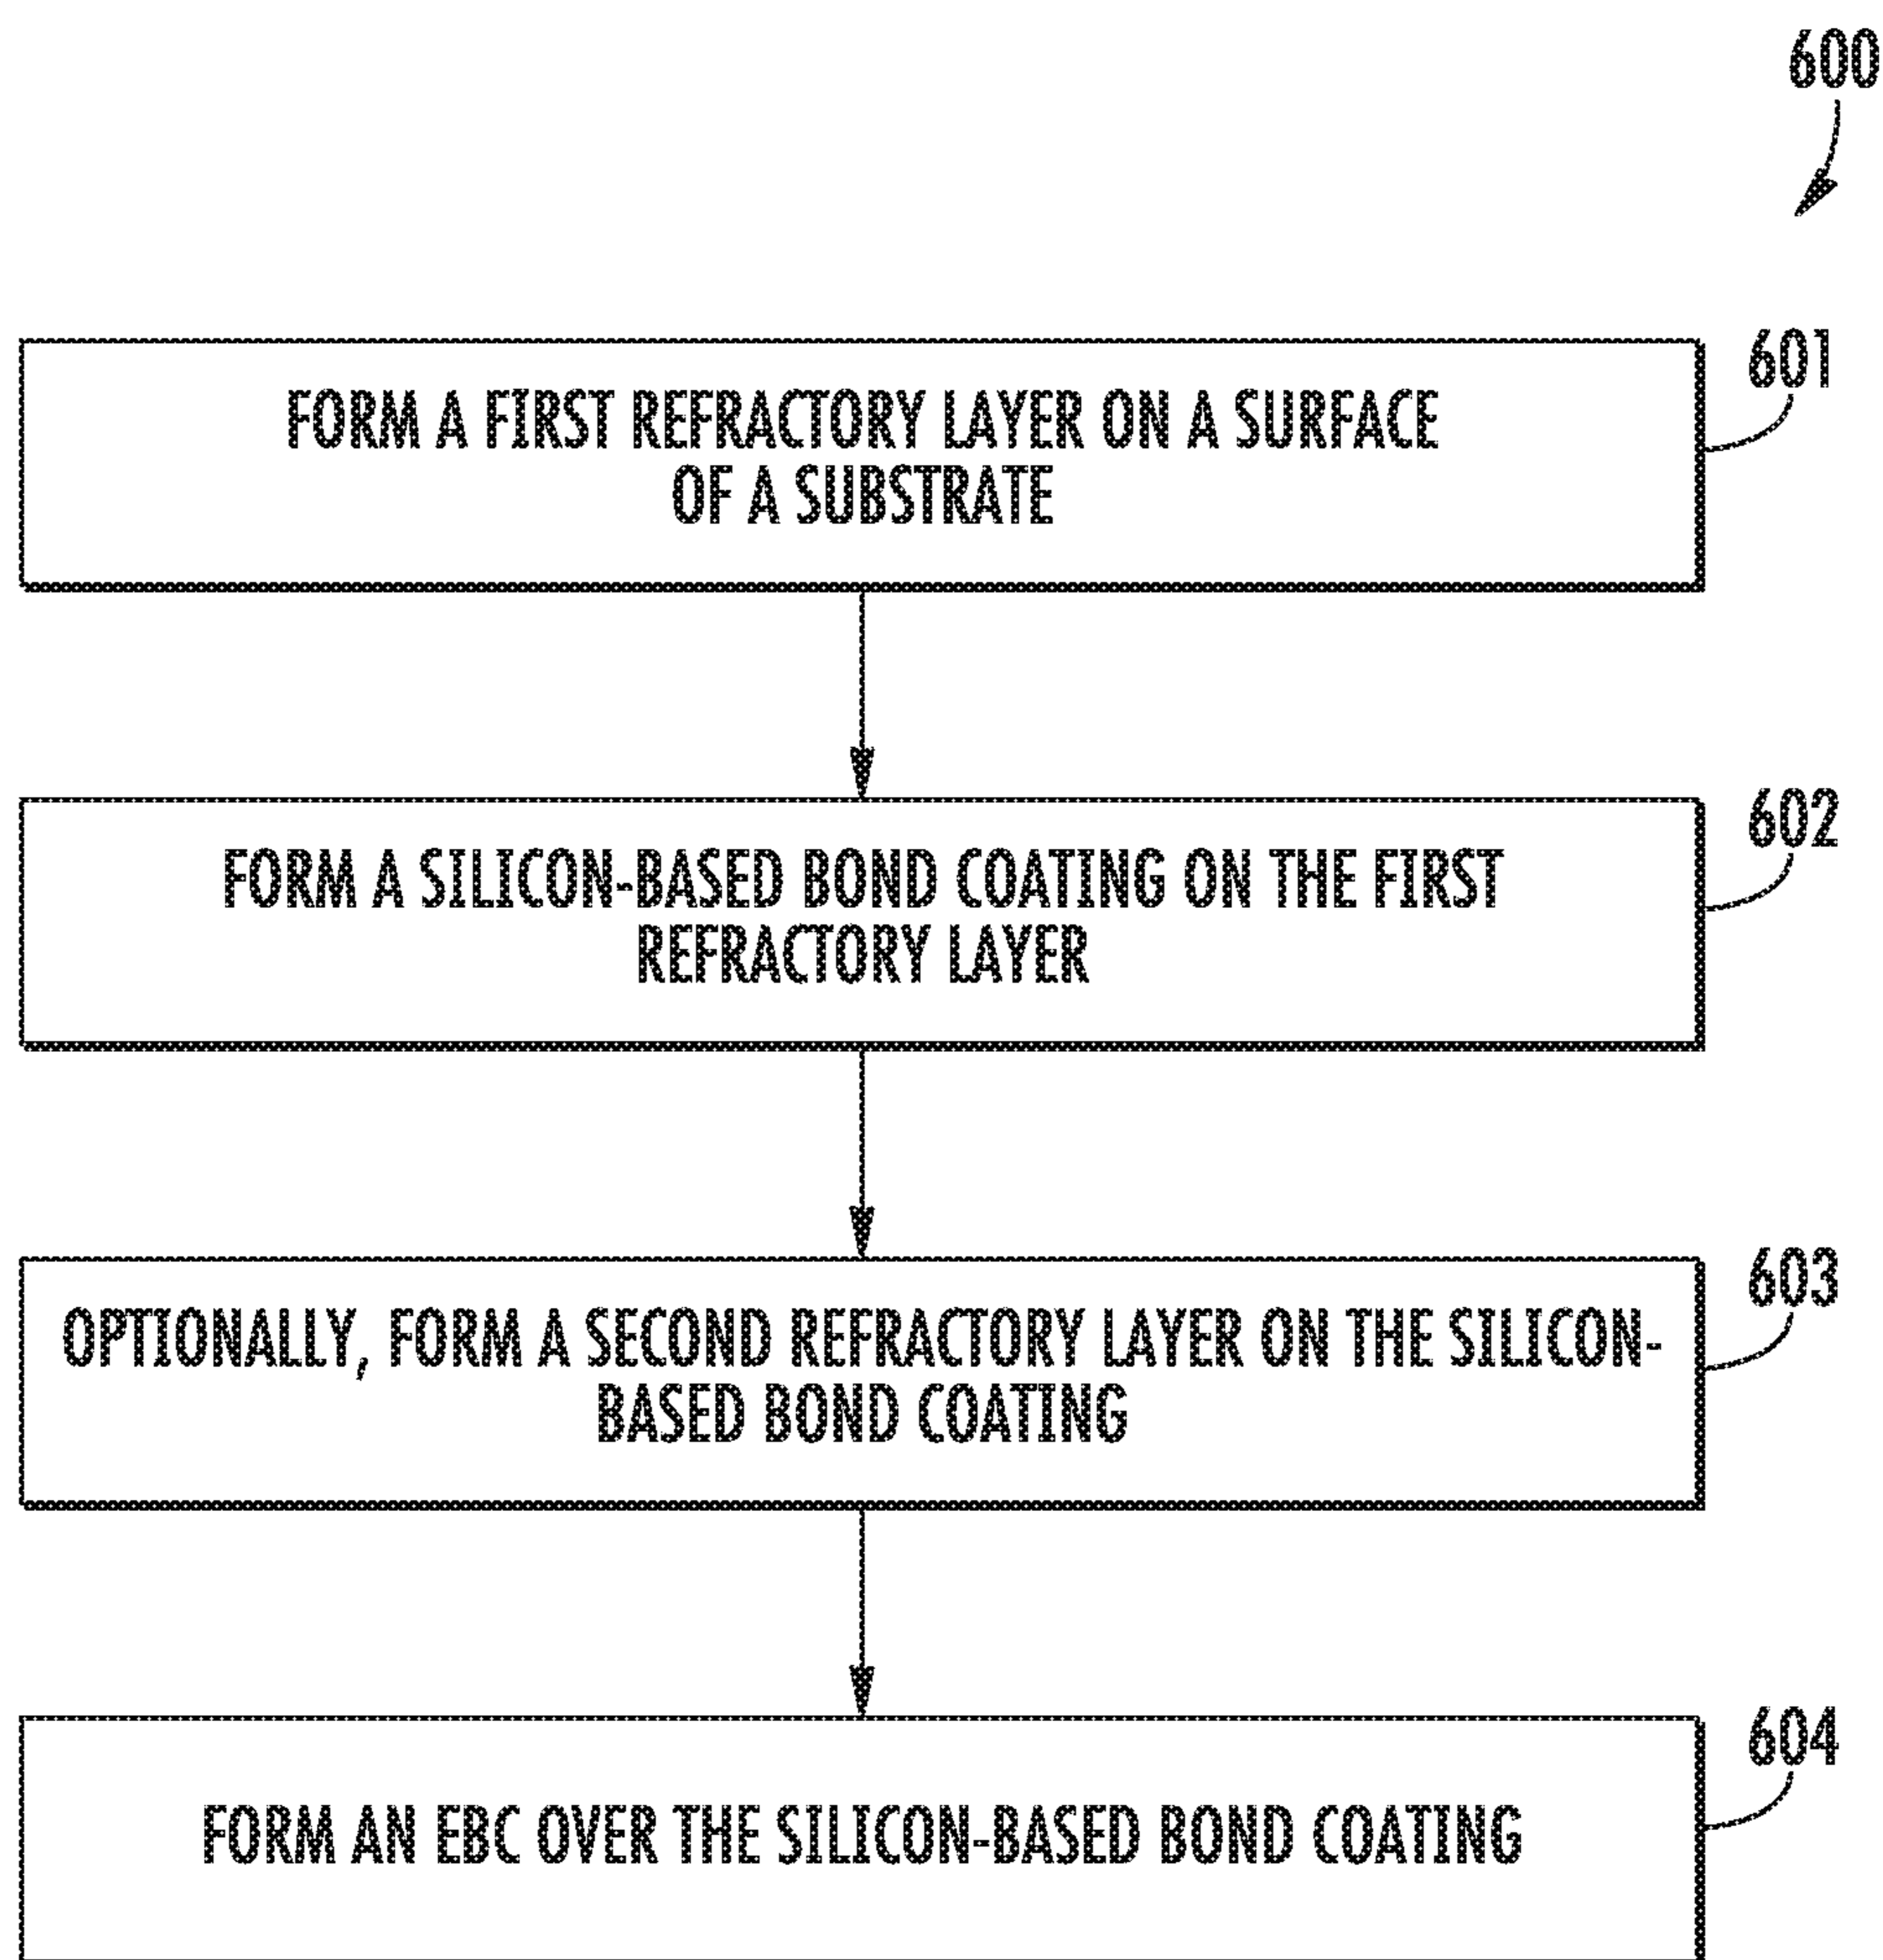 600
601
FORM A FIRST REFRACTORY LAYER ON A SURFACE
OF A SUBSTRATE
602
FORM A SILICON-BASED BOND COATING ON THE FIRST
REFRACTORY LAYER
603
OPTIONALLY, FORM A SECOND REFRACTORY LAYER ON THE SILICON-
BASED BOND COATING
604
FORM AN EBC OVER THE SILICON-BASED BOND COATING